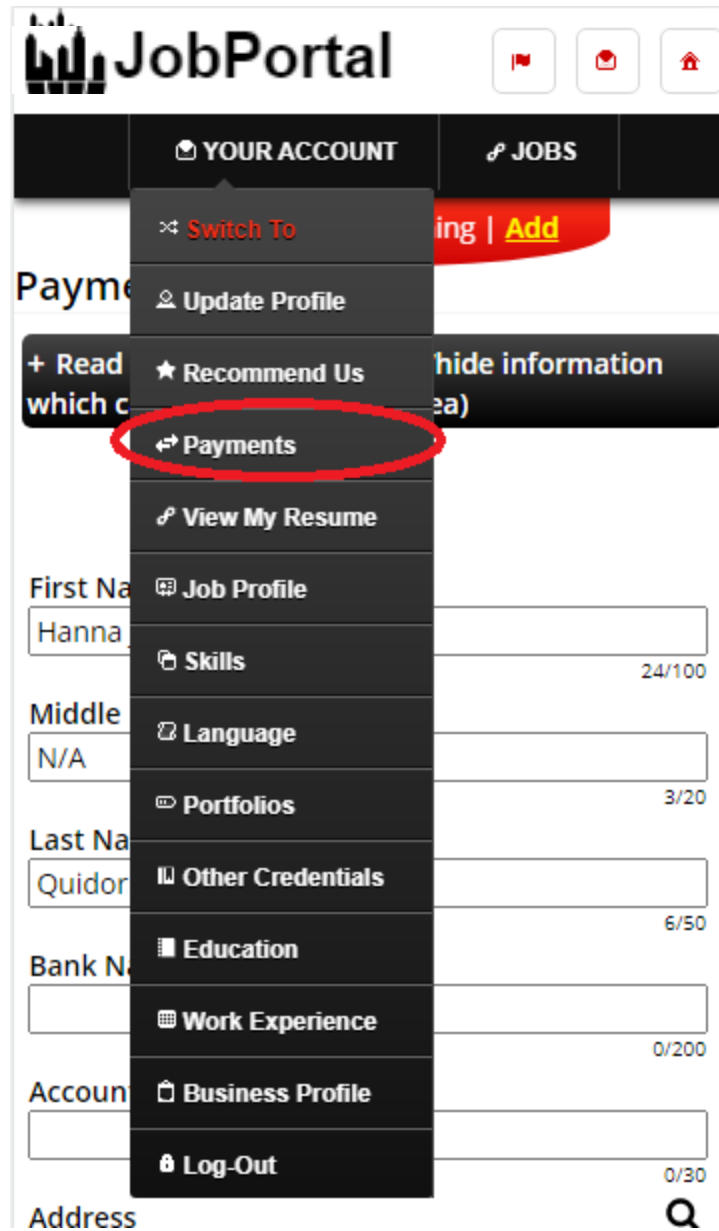 JobPortal
YOUR ACCOUNT
JOBS
Switch To
ing | Add
Payme
Update Profile
+ Read
hide information
Recommend Us
which c
ea)
Payments
View My Resume
First Na
Job Profile
Hanna
Skills
24/100
Middle
Language
N/A
Portfolios
3/20
Last Na
Quidor
Other Credentials
6/50
Education
Bank Na
Work Experience
0/200
Accoun
Business Profile
Log-Out
0/30
Address